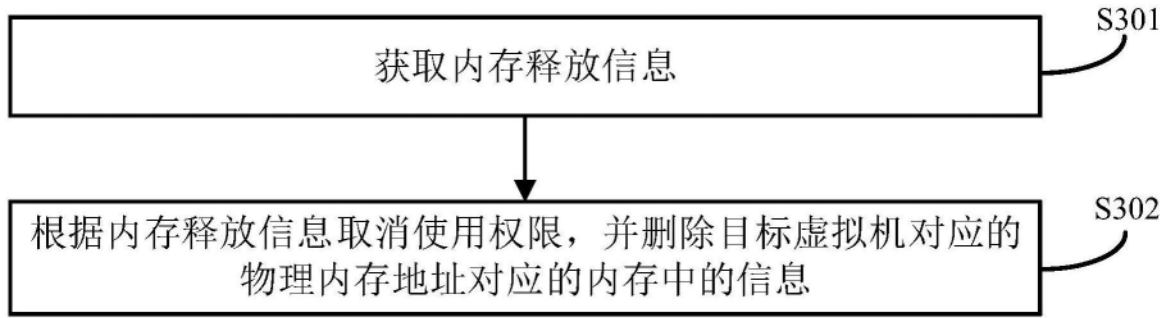 S301
获取内存释放信息
S302
根据内存释放信息取消使用权限，并删除目标虚拟机对应的
物理内存地址对应的内存中的信息